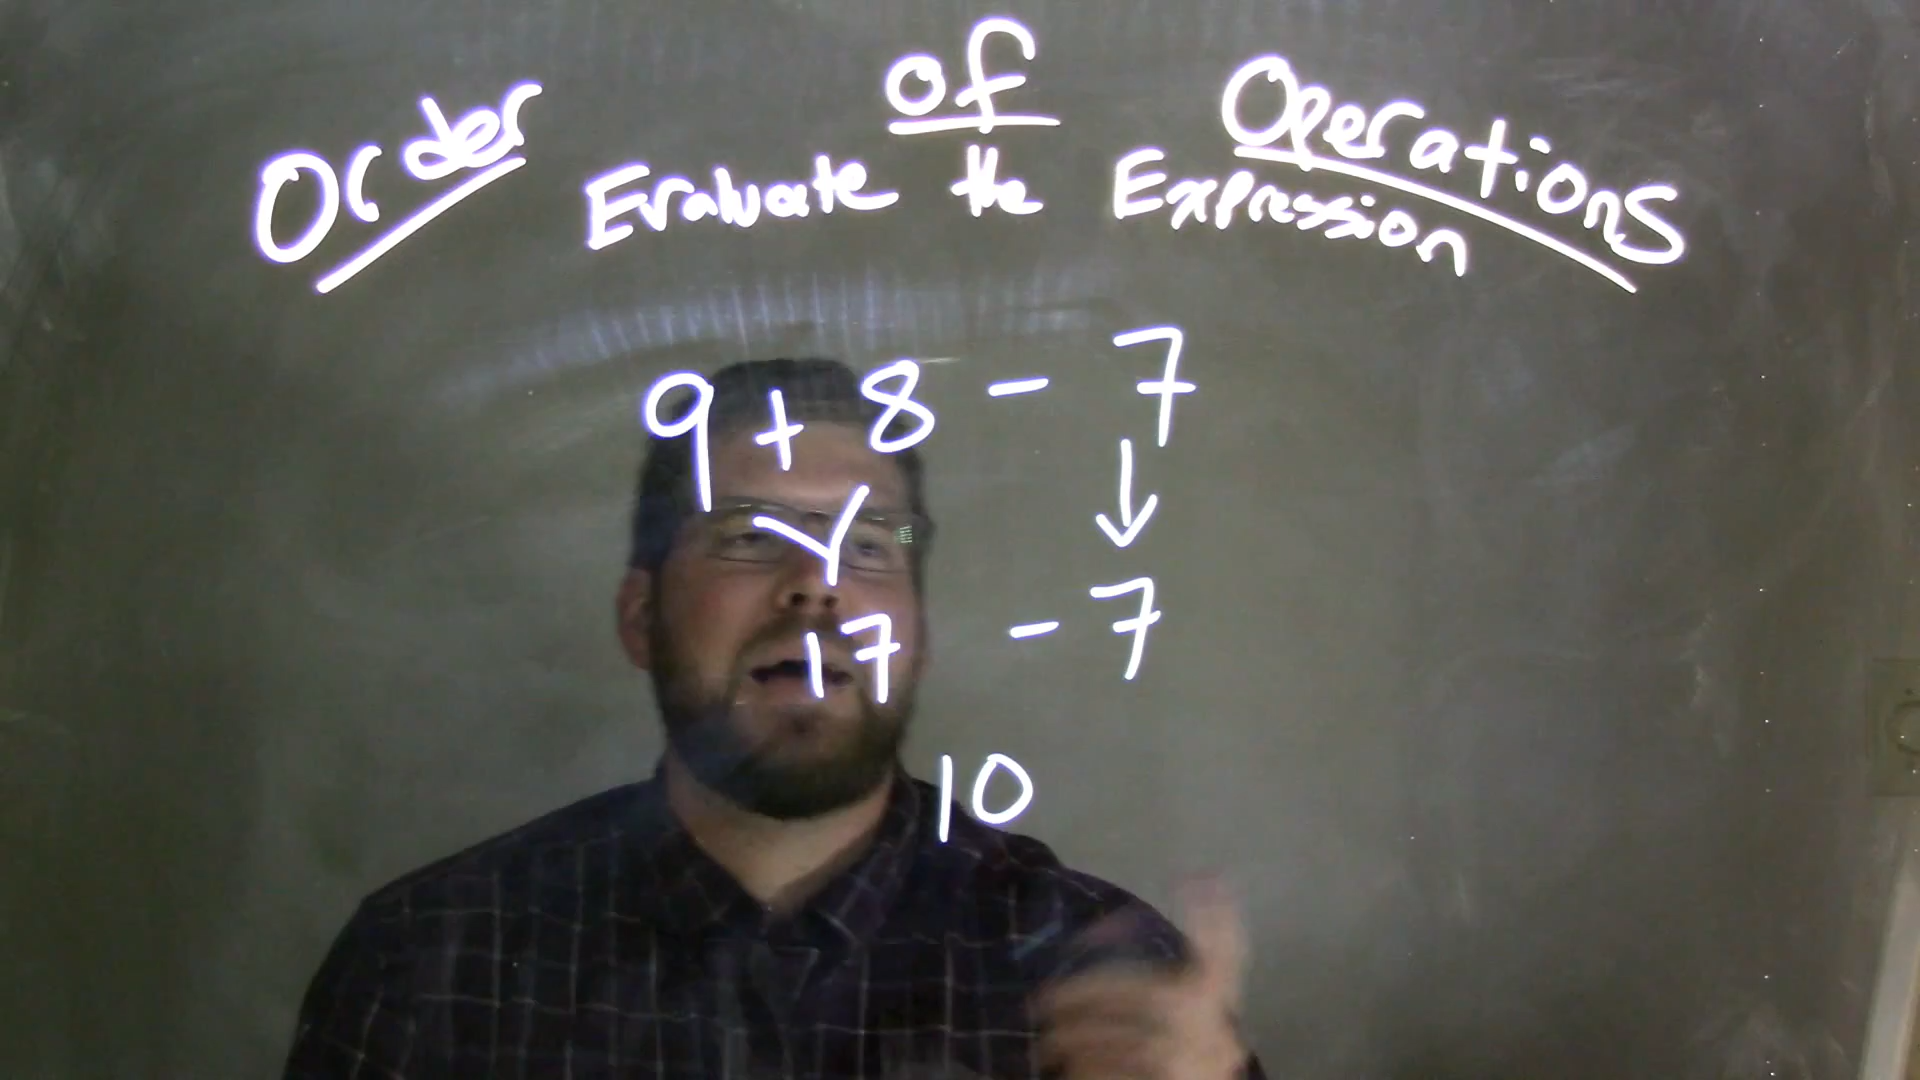 Order of Operations
Evaluate the Expression
9 + 8 - 7
17 - 7
10